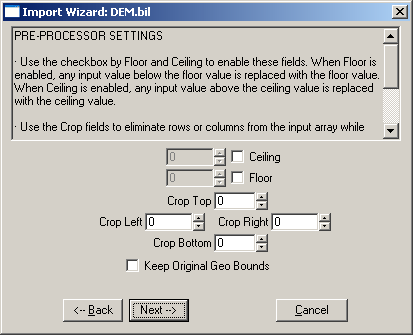 Import Wizard: DEM.bil
PRE-PROCESSOR SETTINGS
· Use the checkbox by Floor and Ceiling to enable these fields. When Floor is
enabled, any input value below the floor value is replaced with the floor value.
When Ceiling is enabled, any input value above the ceiling value is replaced
with the ceiling value.
· Use the Crop fields to eliminate rows or columns from the input array while
0 Ceiling
0 Floor
Crop Top 0
Crop Left 0 Crop Right 0
Crop Bottom 0
Keep Original Geo Bounds
<-- Back Next --> Cancel